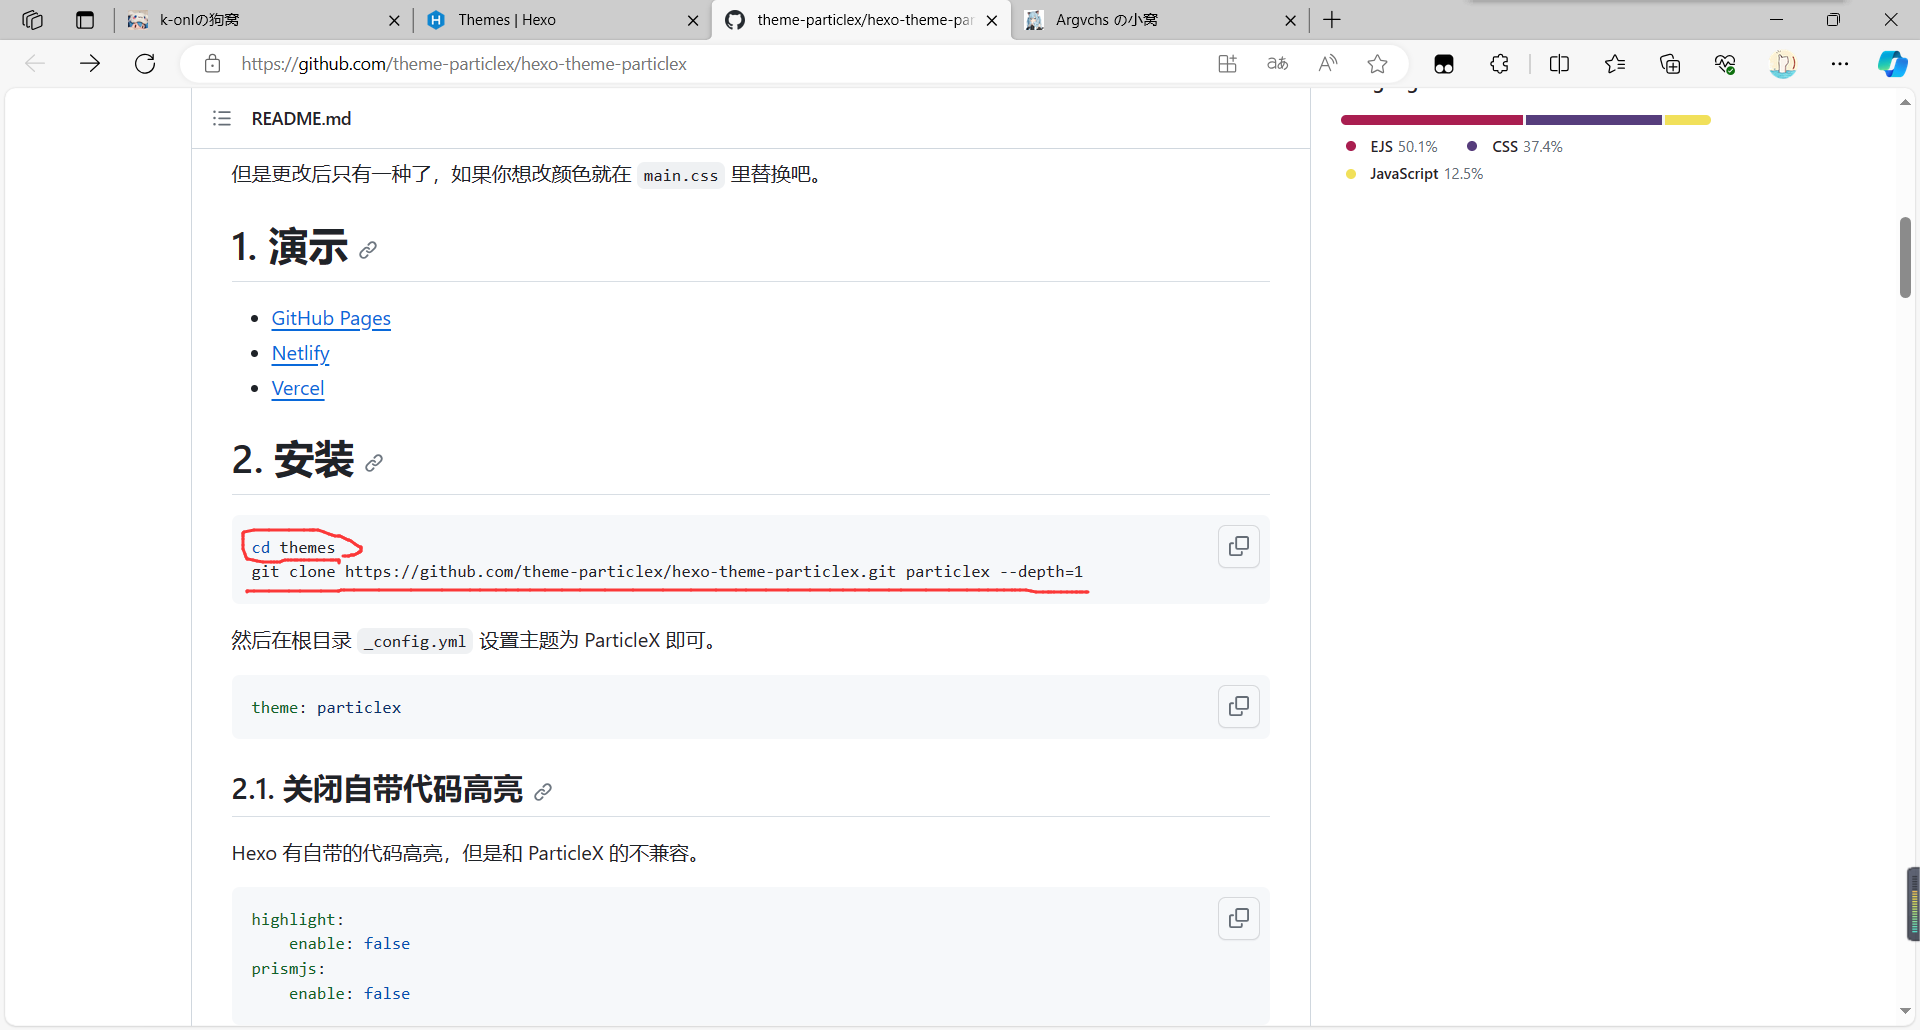 k-onlの狗窝
Themes | Hexo
theme-particlex/hexo-theme-par
Argvchs の小窝
https://github.com/theme-particlex/hexo-theme-particlex
README.md
但是更改后只有一种了，如果你想改颜色就在 main.css 里替换吧。
1. 演示
GitHub Pages
Netlify
Vercel
2. 安装
cd themes
git clone https://github.com/theme-particlex/hexo-theme-particlex.git particlex --depth=1
然后在根目录 _config.yml 设置主题为 ParticleX 即可。
theme: particlex
2.1. 关闭自带代码高亮
Hexo 有自带的代码高亮，但是和 ParticleX 的不兼容。
highlight:
enable: false
prismjs:
enable: false
EJS 50.1% CSS 37.4%
JavaScript 12.5%